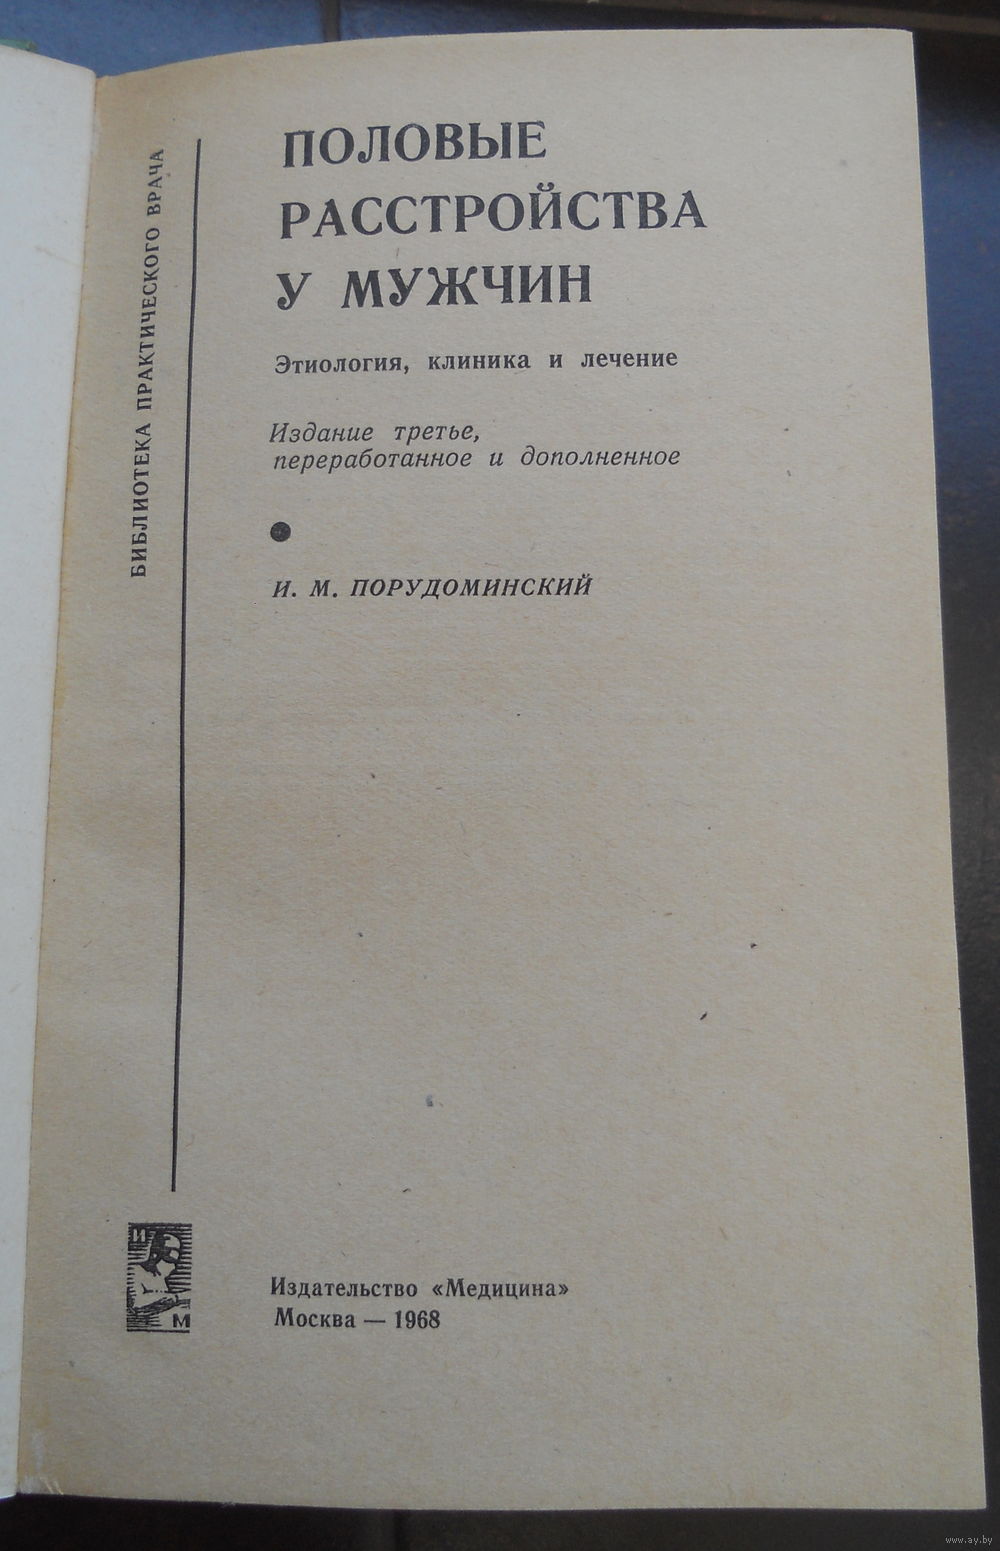 БИБЛИОТЕКА ПРАКТИЧЕСКОГО ВРАЧА
ПОЛОВЫЕ
РАССТРОЙСТВА
У МУЖЧИН
Этиология, клиника и лечение
Издание третье,
переработанное и дополненное
И. М. ПОРУДОМИНСКИЙ
И
М
Издательство «Медицина»
Москва — 1968
www.ay.by